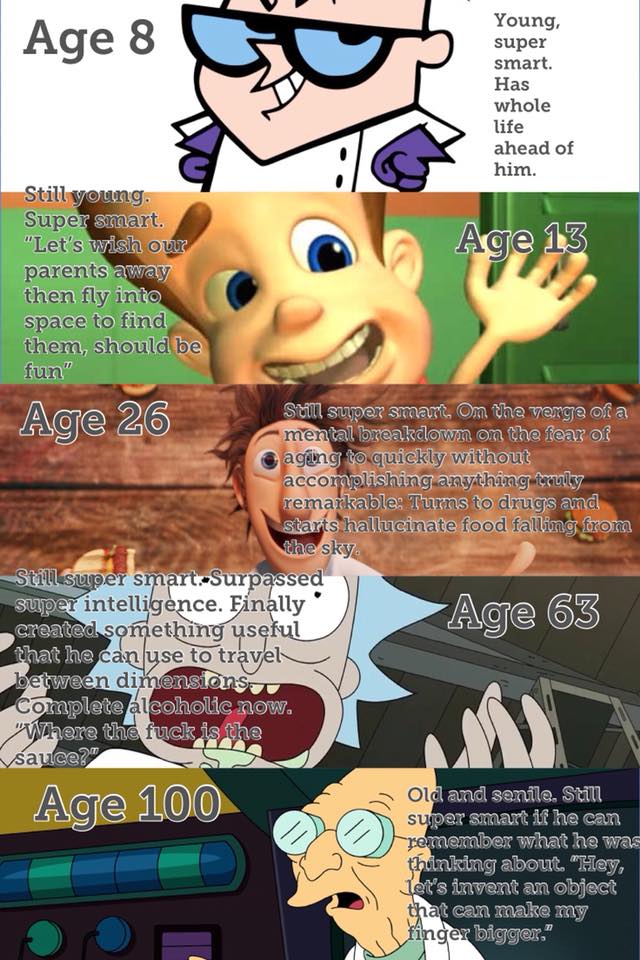 Age 8
Young,
super
smart.
Has
whole
life
ahead of
him.
Still young.
Super smart.
"Let's wish our
parents away
then fly into
space to find
them, should be
fun"
Age 13
Age 26
Still super smart. On the verge of a
mental breakdown on the fear of
aging to quickly without
accomplishing anything truly
remarkable: Turns to drugs and
starts hallucinate food falling from
the sky.
Still super smart. Surpassed
super intelligence. Finally
created something useful
that he can use to travel
between dimensions.
Complete alcoholic now.
"Where the fuck is the
sauce?"
Age 63
Age 100
Old and senile. Still
super smart if he can
remember what he was
thinking about. "Hey,
let's invent an object
that can make my
finger bigger."